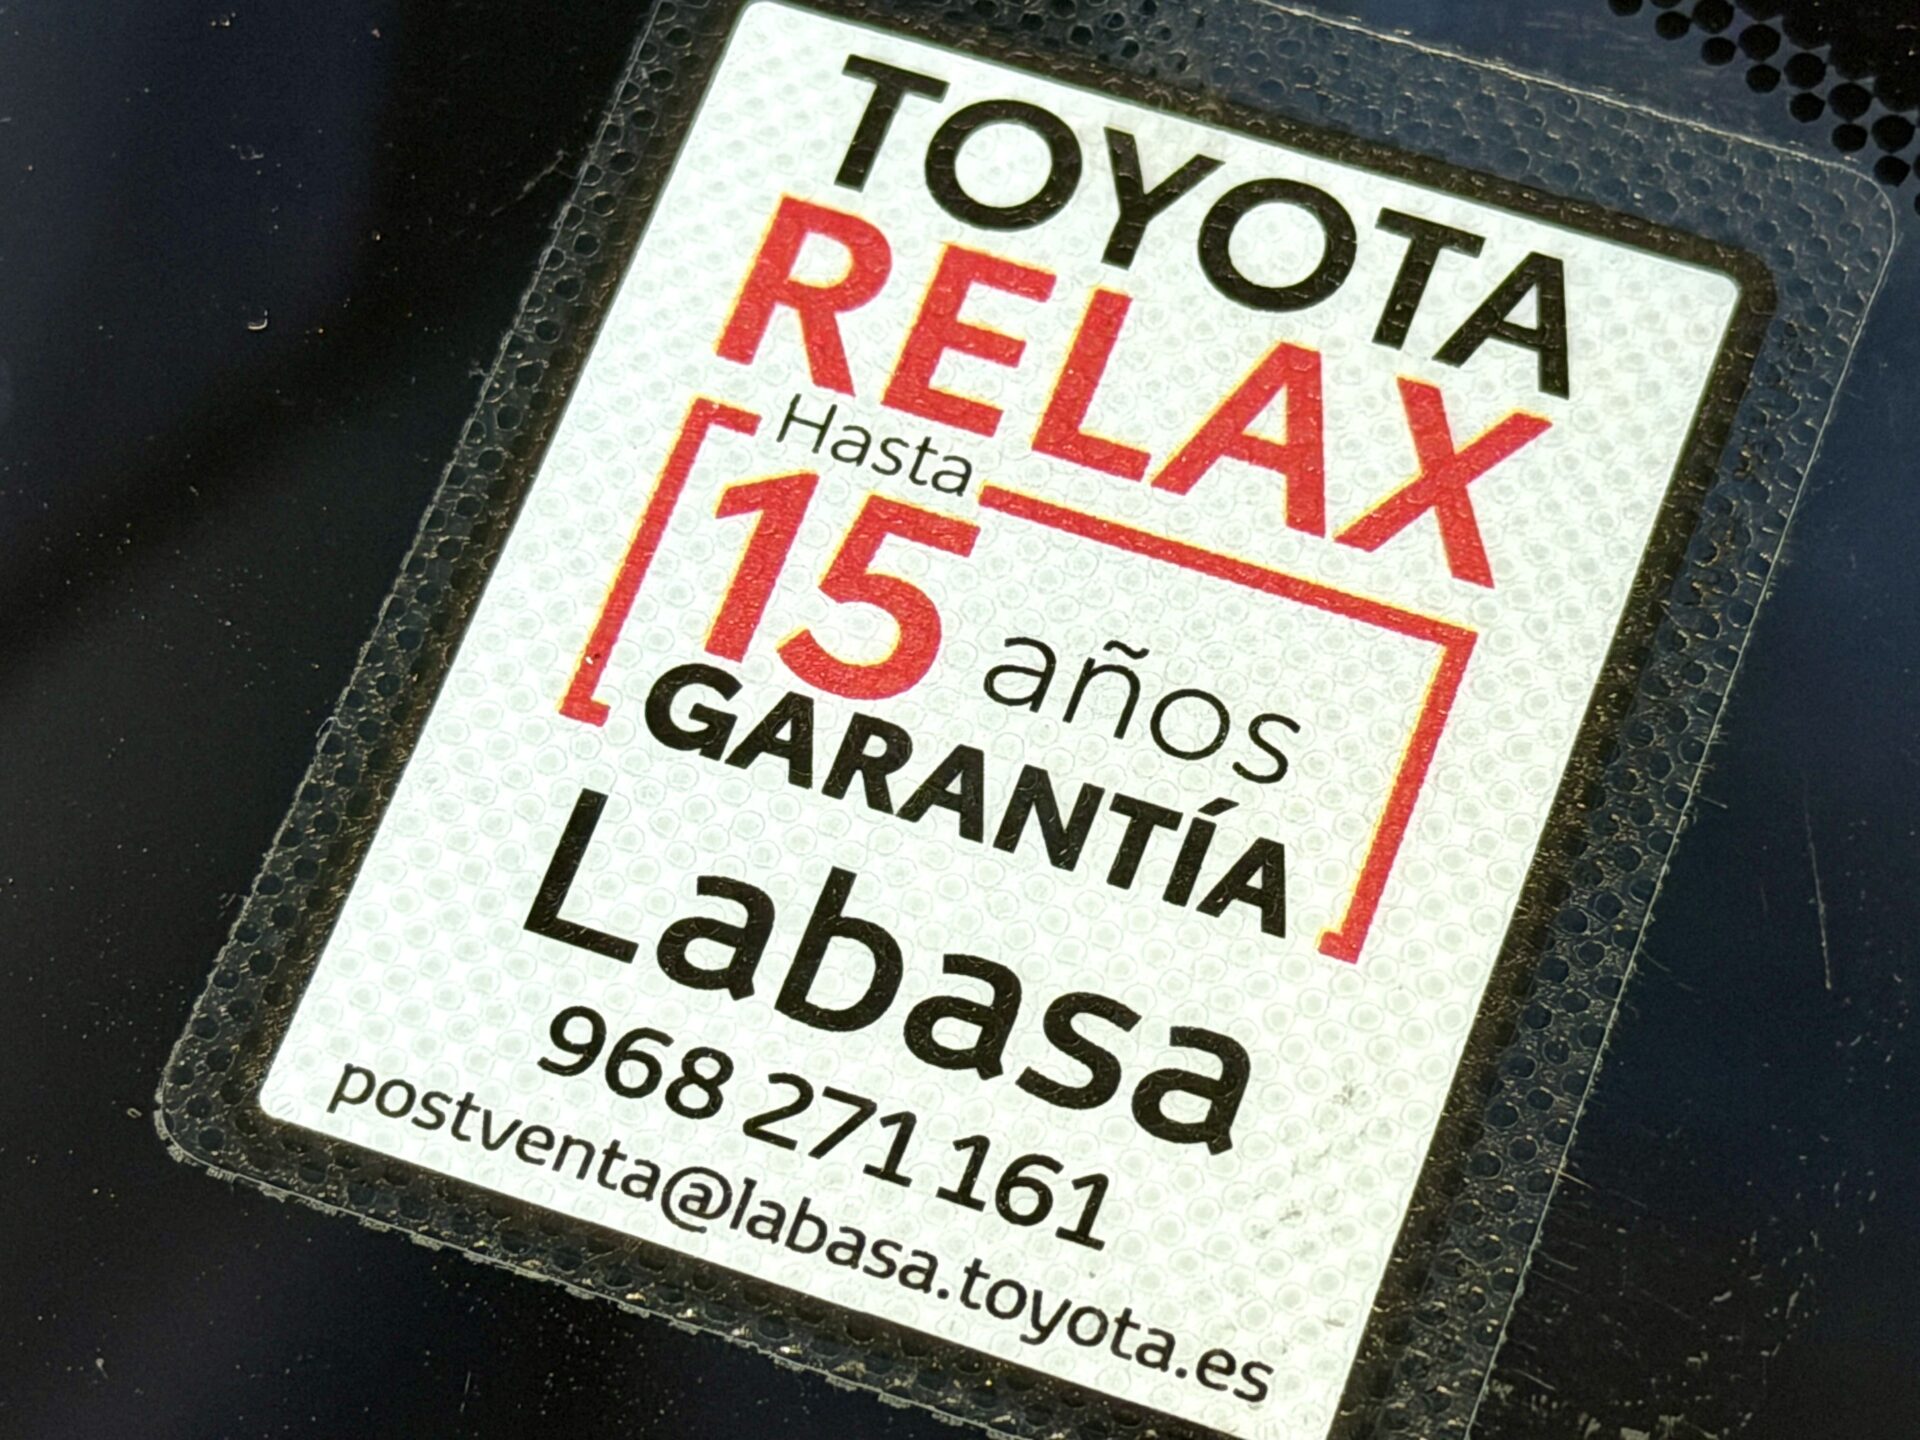 TOYOTA
RELAX
Hasta
15 años
GARANTÍA
Labasa
968 271 161
postventa@labasa.toyota.es